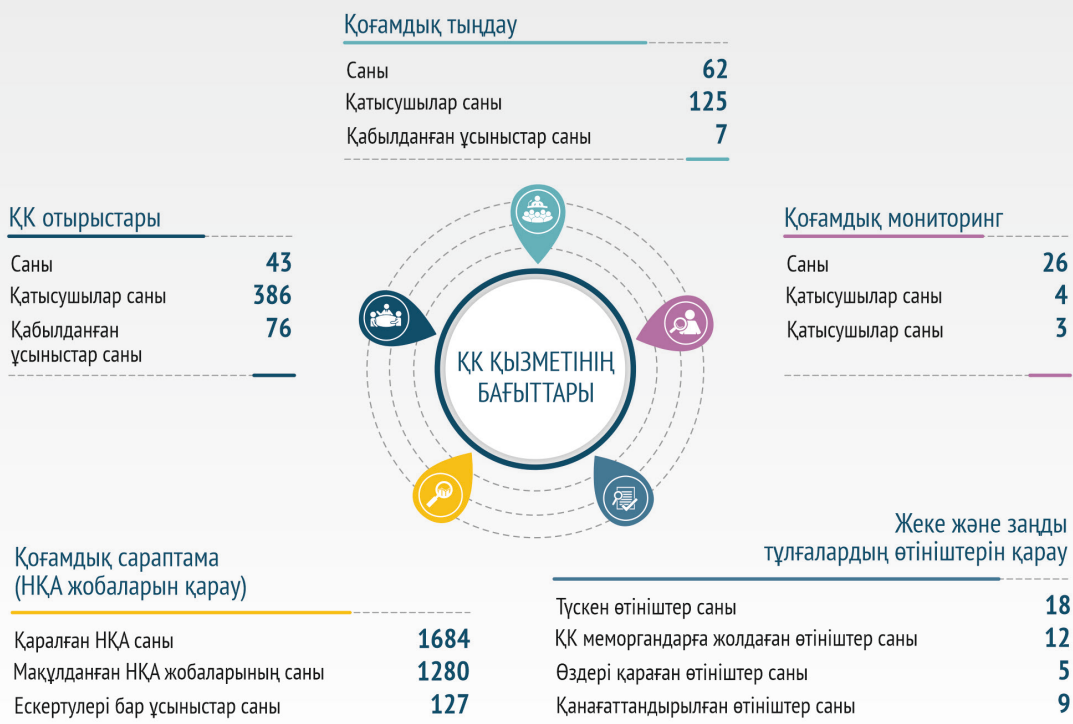 Қоғамдық тыңдау
Саны 62
Қатысушылар саны 125
Қабылданған ұсыныстар саны 7
ҚК отырыстары
Саны 43
Қатысушылар саны 386
Қабылданған 76
ұсыныстар саны
Қоғамдық мониторинг
Саны 26
Қатысушылар саны 4
Қатысушылар саны 3
ҚК ҚЫЗМЕТІНІҢ
БАҒЫТТАРЫ
Қоғамдық сараптама
(НҚА жобаларын қарау)
Қаралған НҚА саны 1684
Мақұлданған НҚА жобаларының саны 1280
Ескертулері бар ұсыныстар саны 127
Жеке және заңды
тұлғалардың өтініштерін қарау
Түскен өтініштер саны 18
ҚК меморгандарға жолдаған өтініштер саны 12
Өздері қараған өтініштер саны 5
Қанағаттандырылған өтініштер саны 9